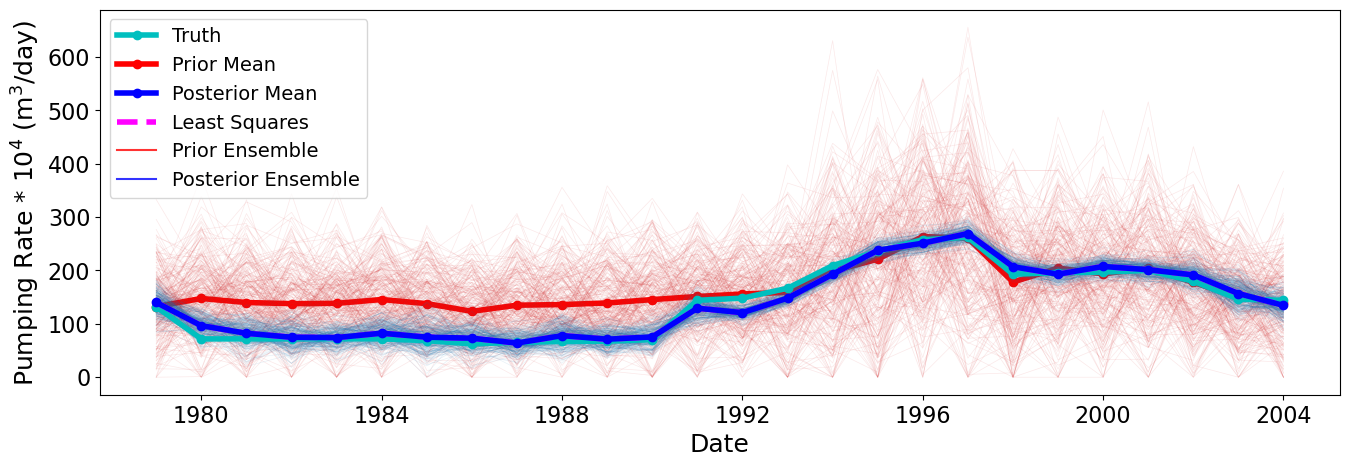 Pumping Rate * 10⁴ (m³/day)
600
500
400
300
200
100
0
Truth
Prior Mean
Posterior Mean
Least Squares
Prior Ensemble
Posterior Ensemble
1980 1984 1988 1992 1996 2000 2004
Date